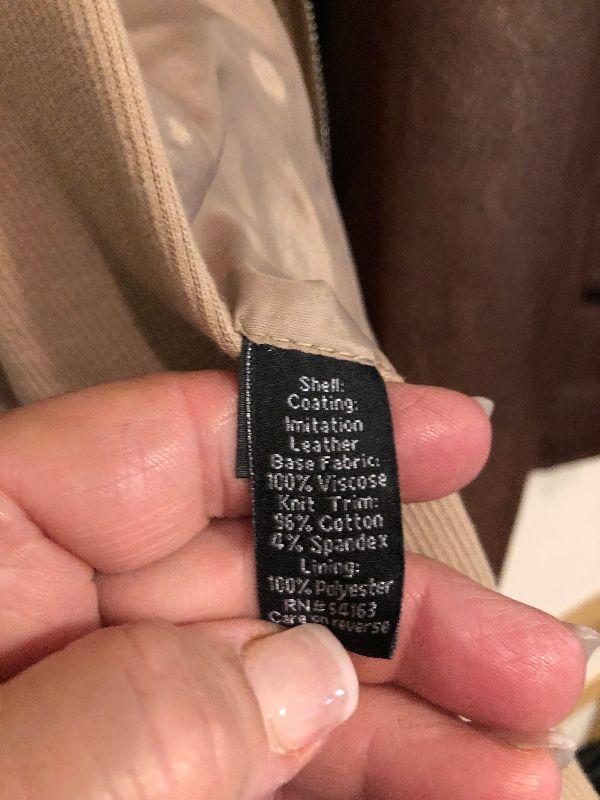 Shell:
Coating:
Imitation
Leather
Base Fabric:
100% Viscose
Knit Trim:
96% Cotton
4% Spandex
Lining:
100% Polyester
RN# 54163
Care on reverse